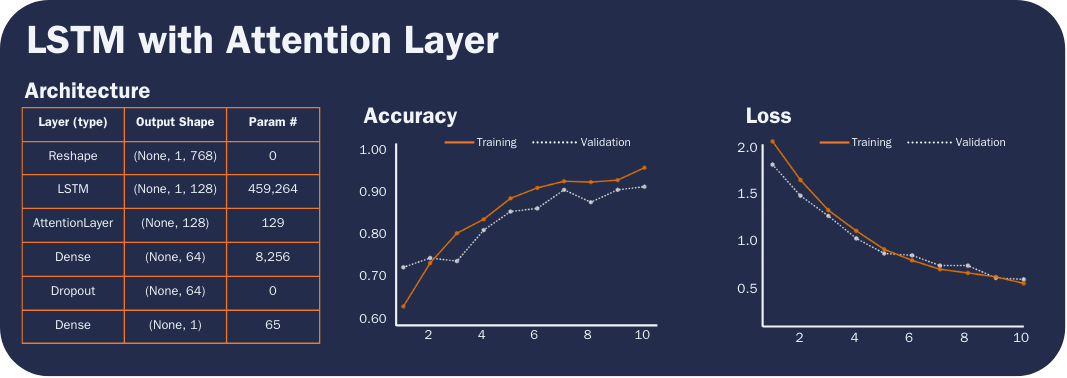 LSTM with Attention Layer
Architecture
Layer (type) Output Shape Param #
Reshape (None, 1, 768) 0
LSTM (None, 1, 128) 459,264
AttentionLayer (None, 128) 129
Dense (None, 64) 8,256
Dropout (None, 64) 0
Dense (None, 1) 65
Accuracy
Training Validation
1.00
0.90
0.80
0.70
0.60
2 4 6 8 10
Loss
Training Validation
2.0
1.5
1.0
0.5
2 4 6 8 10